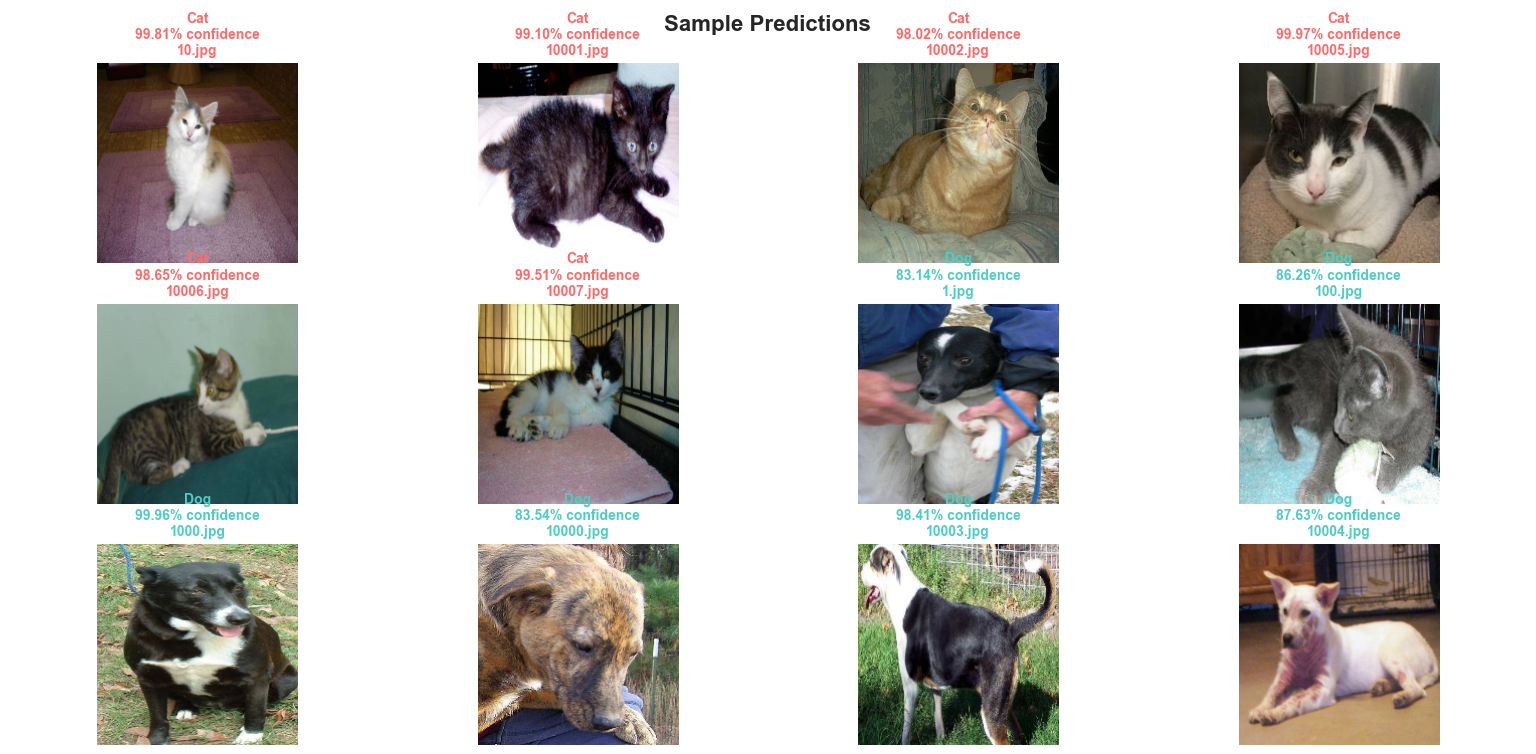 Sample Predictions
Cat
99.81% confidence
10.jpg
Cat
99.10% confidence
10001.jpg
Cat
98.02% confidence
10002.jpg
Cat
99.97% confidence
10005.jpg
Cat
98.65% confidence
10006.jpg
Cat
99.51% confidence
10007.jpg
Dog
83.14% confidence
1.jpg
Dog
86.26% confidence
100.jpg
Dog
99.96% confidence
1000.jpg
Dog
83.54% confidence
10000.jpg
Dog
98.41% confidence
10003.jpg
Dog
87.63% confidence
10004.jpg